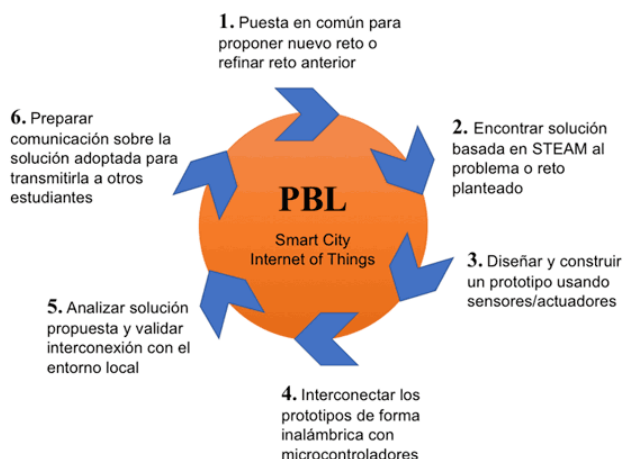 1. Puesta en común para
proponer nuevo reto o
refinar reto anterior
2. Encontrar solución
basada en STEAM al
problema o reto
planteado
3. Diseñar y construir
un prototipo usando
sensores/actuadores
4. Interconectar los
prototipos de forma
inalámbrica con
microcontroladores
5. Analizar solución
propuesta y validar
interconexión con el
entorno local
6. Preparar
comunicación sobre la
solución adoptada para
transmitirla a otros
estudiantes
PBL
Smart City
Internet of Things